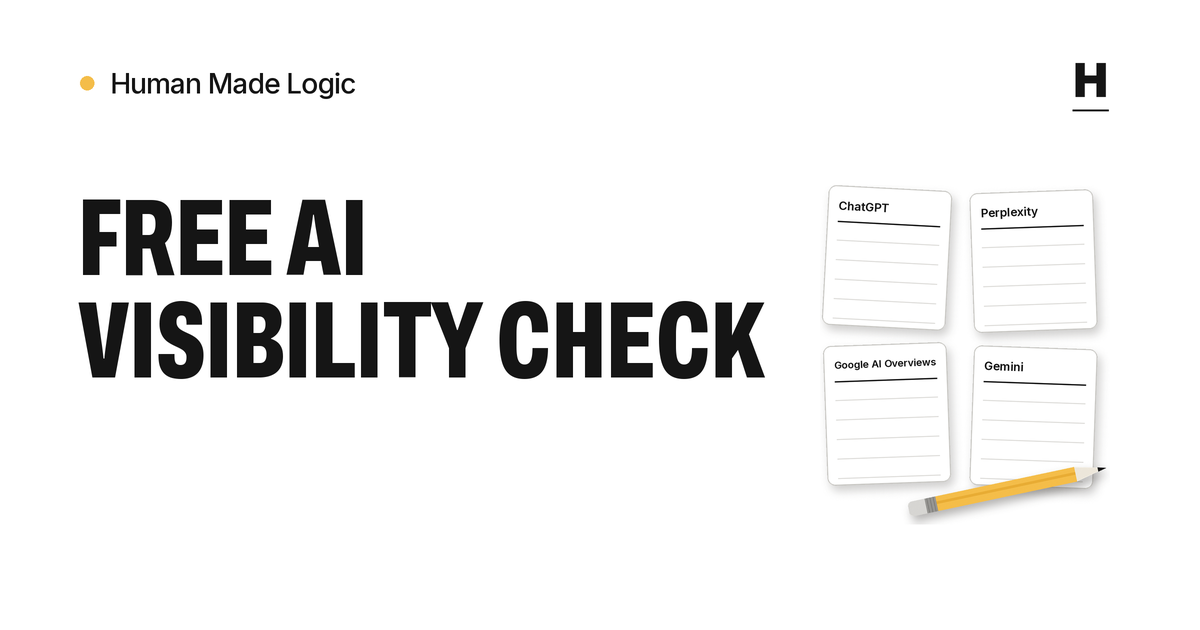 Human Made Logic
H
FREE AI
VISIBILITY CHECK
ChatGPT
Perplexity
Google AI Overviews
Gemini